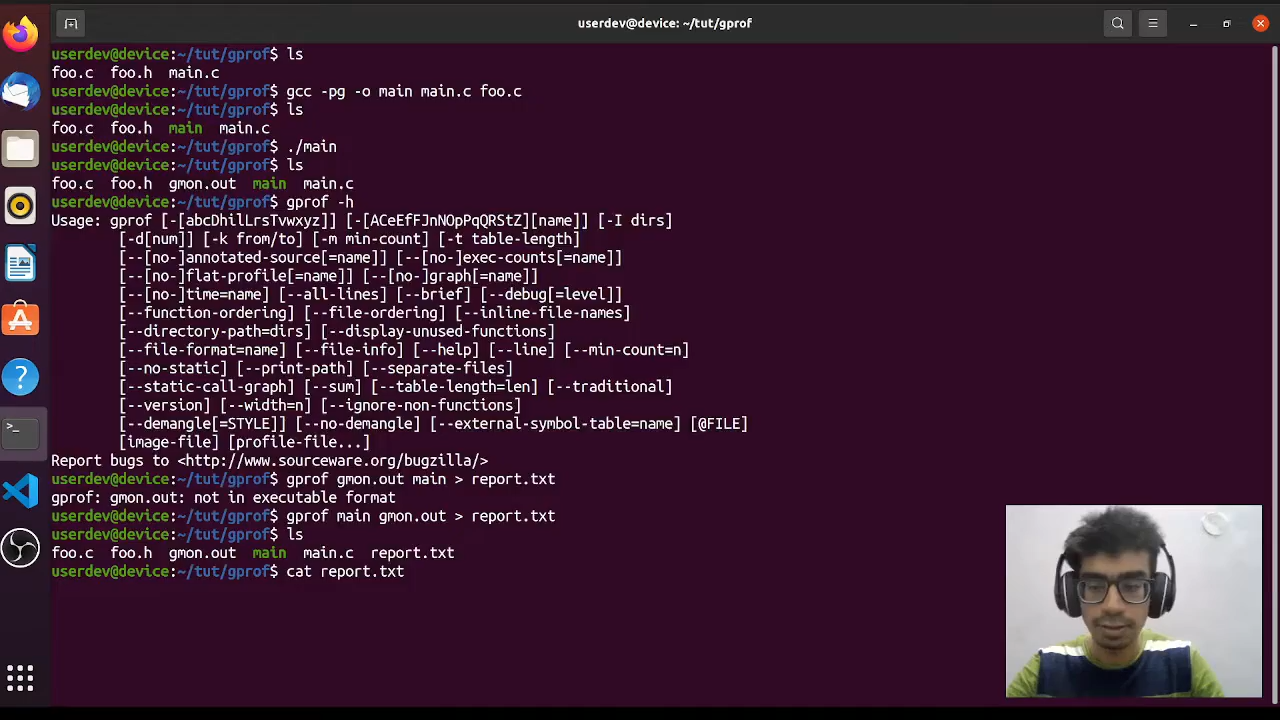 userdev@device: ~/tut/gprof
userdev@device:~/tut/gprof$ ls
foo.c  foo.h  main.c
userdev@device:~/tut/gprof$ gcc -pg -o main main.c foo.c
userdev@device:~/tut/gprof$ ls
foo.c  foo.h  main  main.c
userdev@device:~/tut/gprof$ ./main
userdev@device:~/tut/gprof$ ls
foo.c  foo.h  gmon.out  main  main.c
userdev@device:~/tut/gprof$ gprof -h
Usage: gprof [-[abcDhilLrsTvwxyz]] [-[ACeEfFJnNOpPqQRStZ][name]] [-I dirs]
        [-d[num]] [-k from/to] [-m min-count] [-t table-length]
        [--[no-]annotated-source[=name]] [--[no-]exec-counts[=name]]
        [--[no-]flat-profile[=name]] [--[no-]graph[=name]]
        [--[no-]time=name] [--all-lines] [--brief] [--debug[=level]]
        [--function-ordering] [--file-ordering] [--inline-file-names]
        [--directory-path=dirs] [--display-unused-functions]
        [--file-format=name] [--file-info] [--help] [--line] [--min-count=n]
        [--no-static] [--print-path] [--separate-files]
        [--static-call-graph] [--sum] [--table-length=len] [--traditional]
        [--version] [--width=n] [--ignore-non-functions]
        [--demangle[=STYLE]] [--no-demangle] [--external-symbol-table=name] [@FILE]
        [image-file] [profile-file...]
Report bugs to <http://www.sourceware.org/bugzilla/>
userdev@device:~/tut/gprof$ gprof gmon.out main > report.txt
gprof: gmon.out: not in executable format
userdev@device:~/tut/gprof$ gprof main gmon.out > report.txt
userdev@device:~/tut/gprof$ ls
foo.c  foo.h  gmon.out  main  main.c  report.txt
userdev@device:~/tut/gprof$ cat report.txt